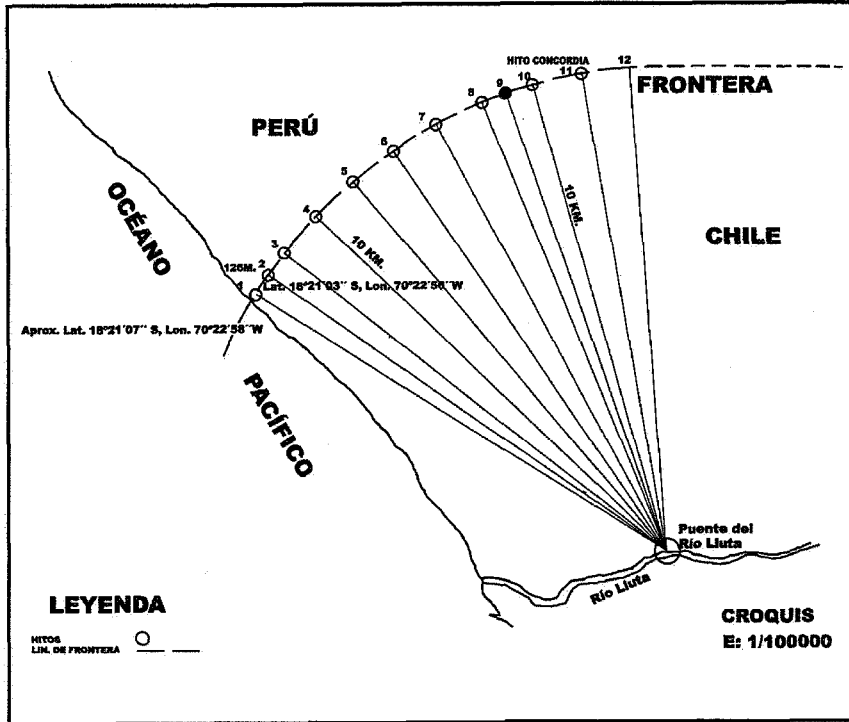 HITO CONCORDIA
12
11
10
9
8
7
6
5
4
3
2
1
FRONTERA
PERÚ
OCÉANO
10 KM.
10 KM.
CHILE
125M.
Lat. 18°21'03'' S, Lon. 70°22'56''W
Aprox. Lat. 18°21'07'' S, Lon. 70°22'58''W
PACÍFICO
Puente del
Río Lluta
Río Lluta
LEYENDA
HITOS
LIN. DE FRONTERA
CROQUIS
E: 1/100000